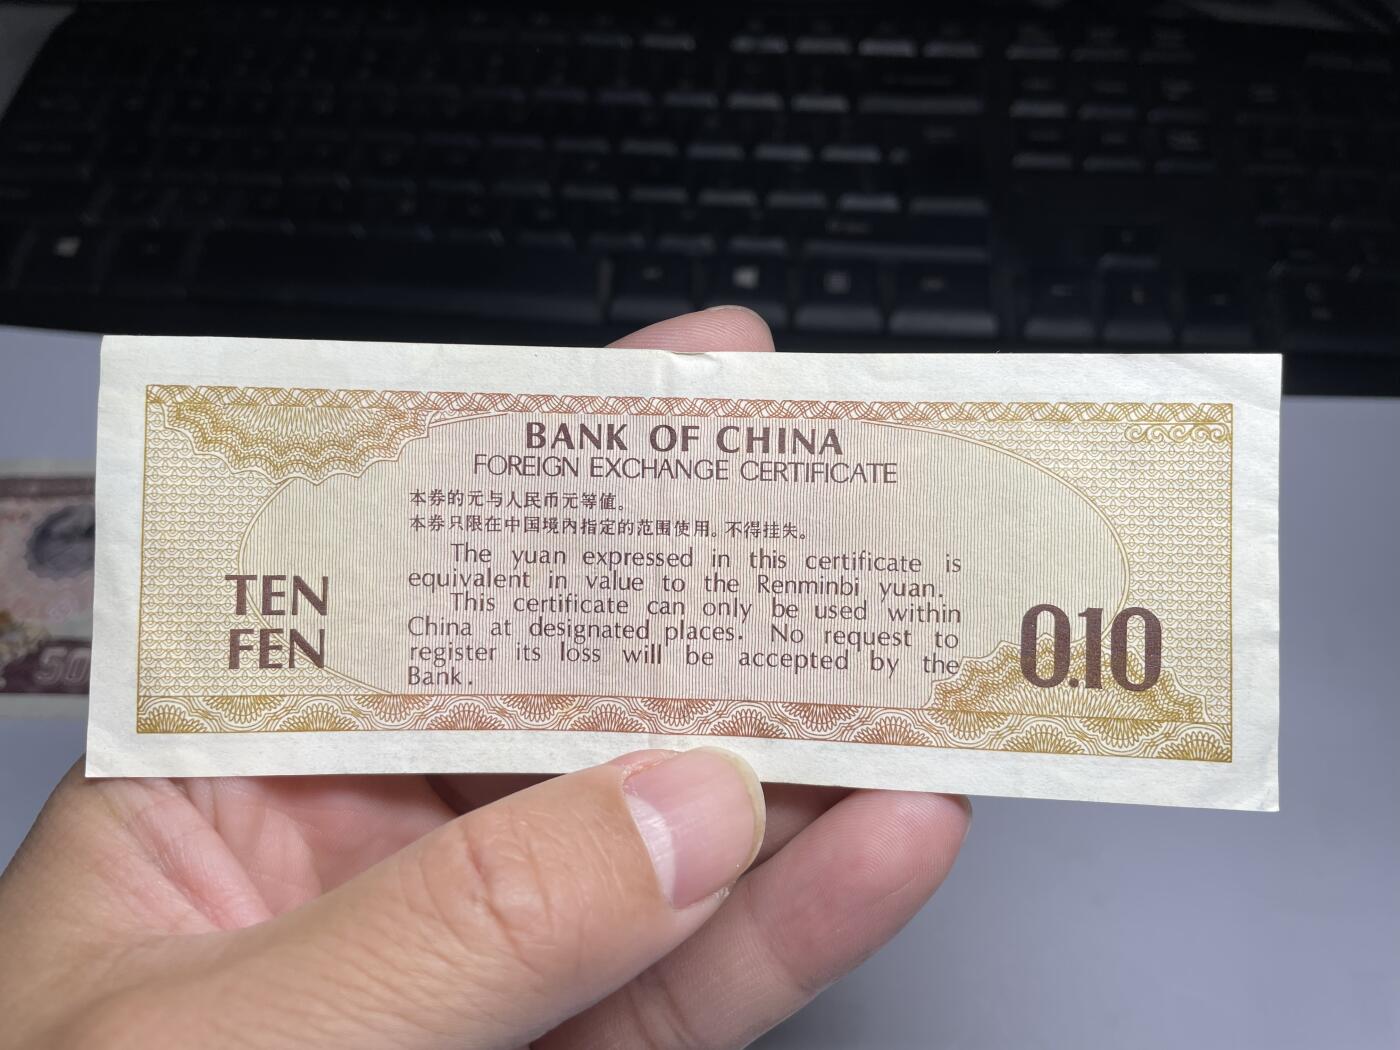 BANK OF CHINA
FOREIGN EXCHANGE CERTIFICATE
本券的元与人民币元等值。
本券只限在中国境内指定的范围使用。不得挂失。
The yuan expressed in this certificate is
equivalent in value to the Renminbi yuan.
This certificate can only be used within
China at designated places. No request to
register its loss will be accepted by the
Bank.
TEN
FEN
0.10
50